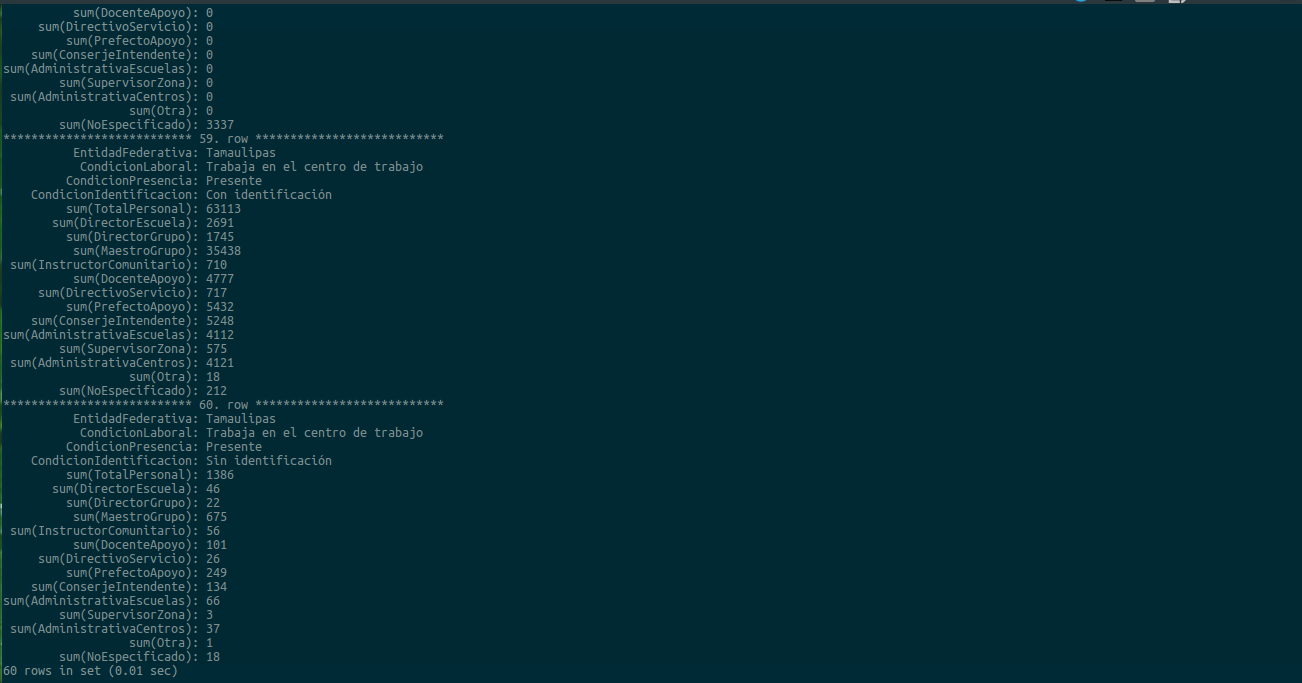 sum(DocenteApoyo): 0
sum(DirectivoServicio): 0
sum(PrefectoApoyo): 0
sum(ConserjeIntendente): 0
sum(AdministrativaEscuelas): 0
sum(SupervisorZona): 0
sum(AdministrativaCentros): 0
sum(Otra): 0
sum(NoEspecificado): 3337
*************************** 59. row ***************************
EntidadFederativa: Tamaulipas
CondicionLaboral: Trabaja en el centro de trabajo
CondicionPresencia: Presente
CondicionIdentificacion: Con identificación
sum(TotalPersonal): 63113
sum(DirectorEscuela): 2691
sum(DirectorGrupo): 1745
sum(MaestroGrupo): 35438
sum(InstructorComunitario): 710
sum(DocenteApoyo): 4777
sum(DirectivoServicio): 717
sum(PrefectoApoyo): 5432
sum(ConserjeIntendente): 5248
sum(AdministrativaEscuelas): 4112
sum(SupervisorZona): 575
sum(AdministrativaCentros): 4121
sum(Otra): 18
sum(NoEspecificado): 212
*************************** 60. row ***************************
EntidadFederativa: Tamaulipas
CondicionLaboral: Trabaja en el centro de trabajo
CondicionPresencia: Presente
CondicionIdentificacion: Sin identificación
sum(TotalPersonal): 1386
sum(DirectorEscuela): 46
sum(DirectorGrupo): 22
sum(MaestroGrupo): 675
sum(InstructorComunitario): 56
sum(DocenteApoyo): 101
sum(DirectivoServicio): 26
sum(PrefectoApoyo): 249
sum(ConserjeIntendente): 134
sum(AdministrativaEscuelas): 66
sum(SupervisorZona): 3
sum(AdministrativaCentros): 37
sum(Otra): 1
sum(NoEspecificado): 18
60 rows in set (0.01 sec)